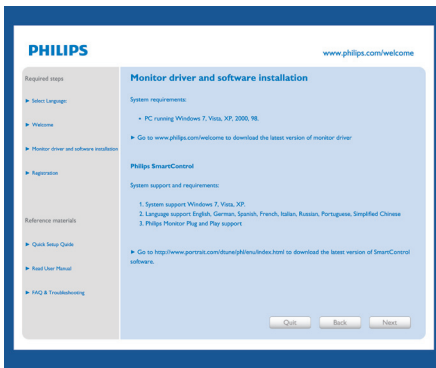 PHILIPS
www.philips.com/welcome
Required steps
► Select Language:
► Welcome
► Monitor driver and software installation
► Registration
Reference materials
► Quick Setup Quide
► Read User Manual
► FAQ & Troubleshooting
Monitor driver and software installation
System requirements:
• PC running Windows 7, Vista, XP, 2000, 98.
► Go to www.philips.com/welcome to download the latest version of monitor driver
Philips SmartControl
System support and requirements:
1. System support Windows 7, Vista, XP.
2. Language support English, German, Spanish, French, Italian, Russian, Portuguese, Simplified Chinese
3. Philips Monitor Plug and Play support
► Go to http://www.portrait.com/dtune/phl/enu/index.html to download the latest version of SmartControl
software.
Quit
Back
Next